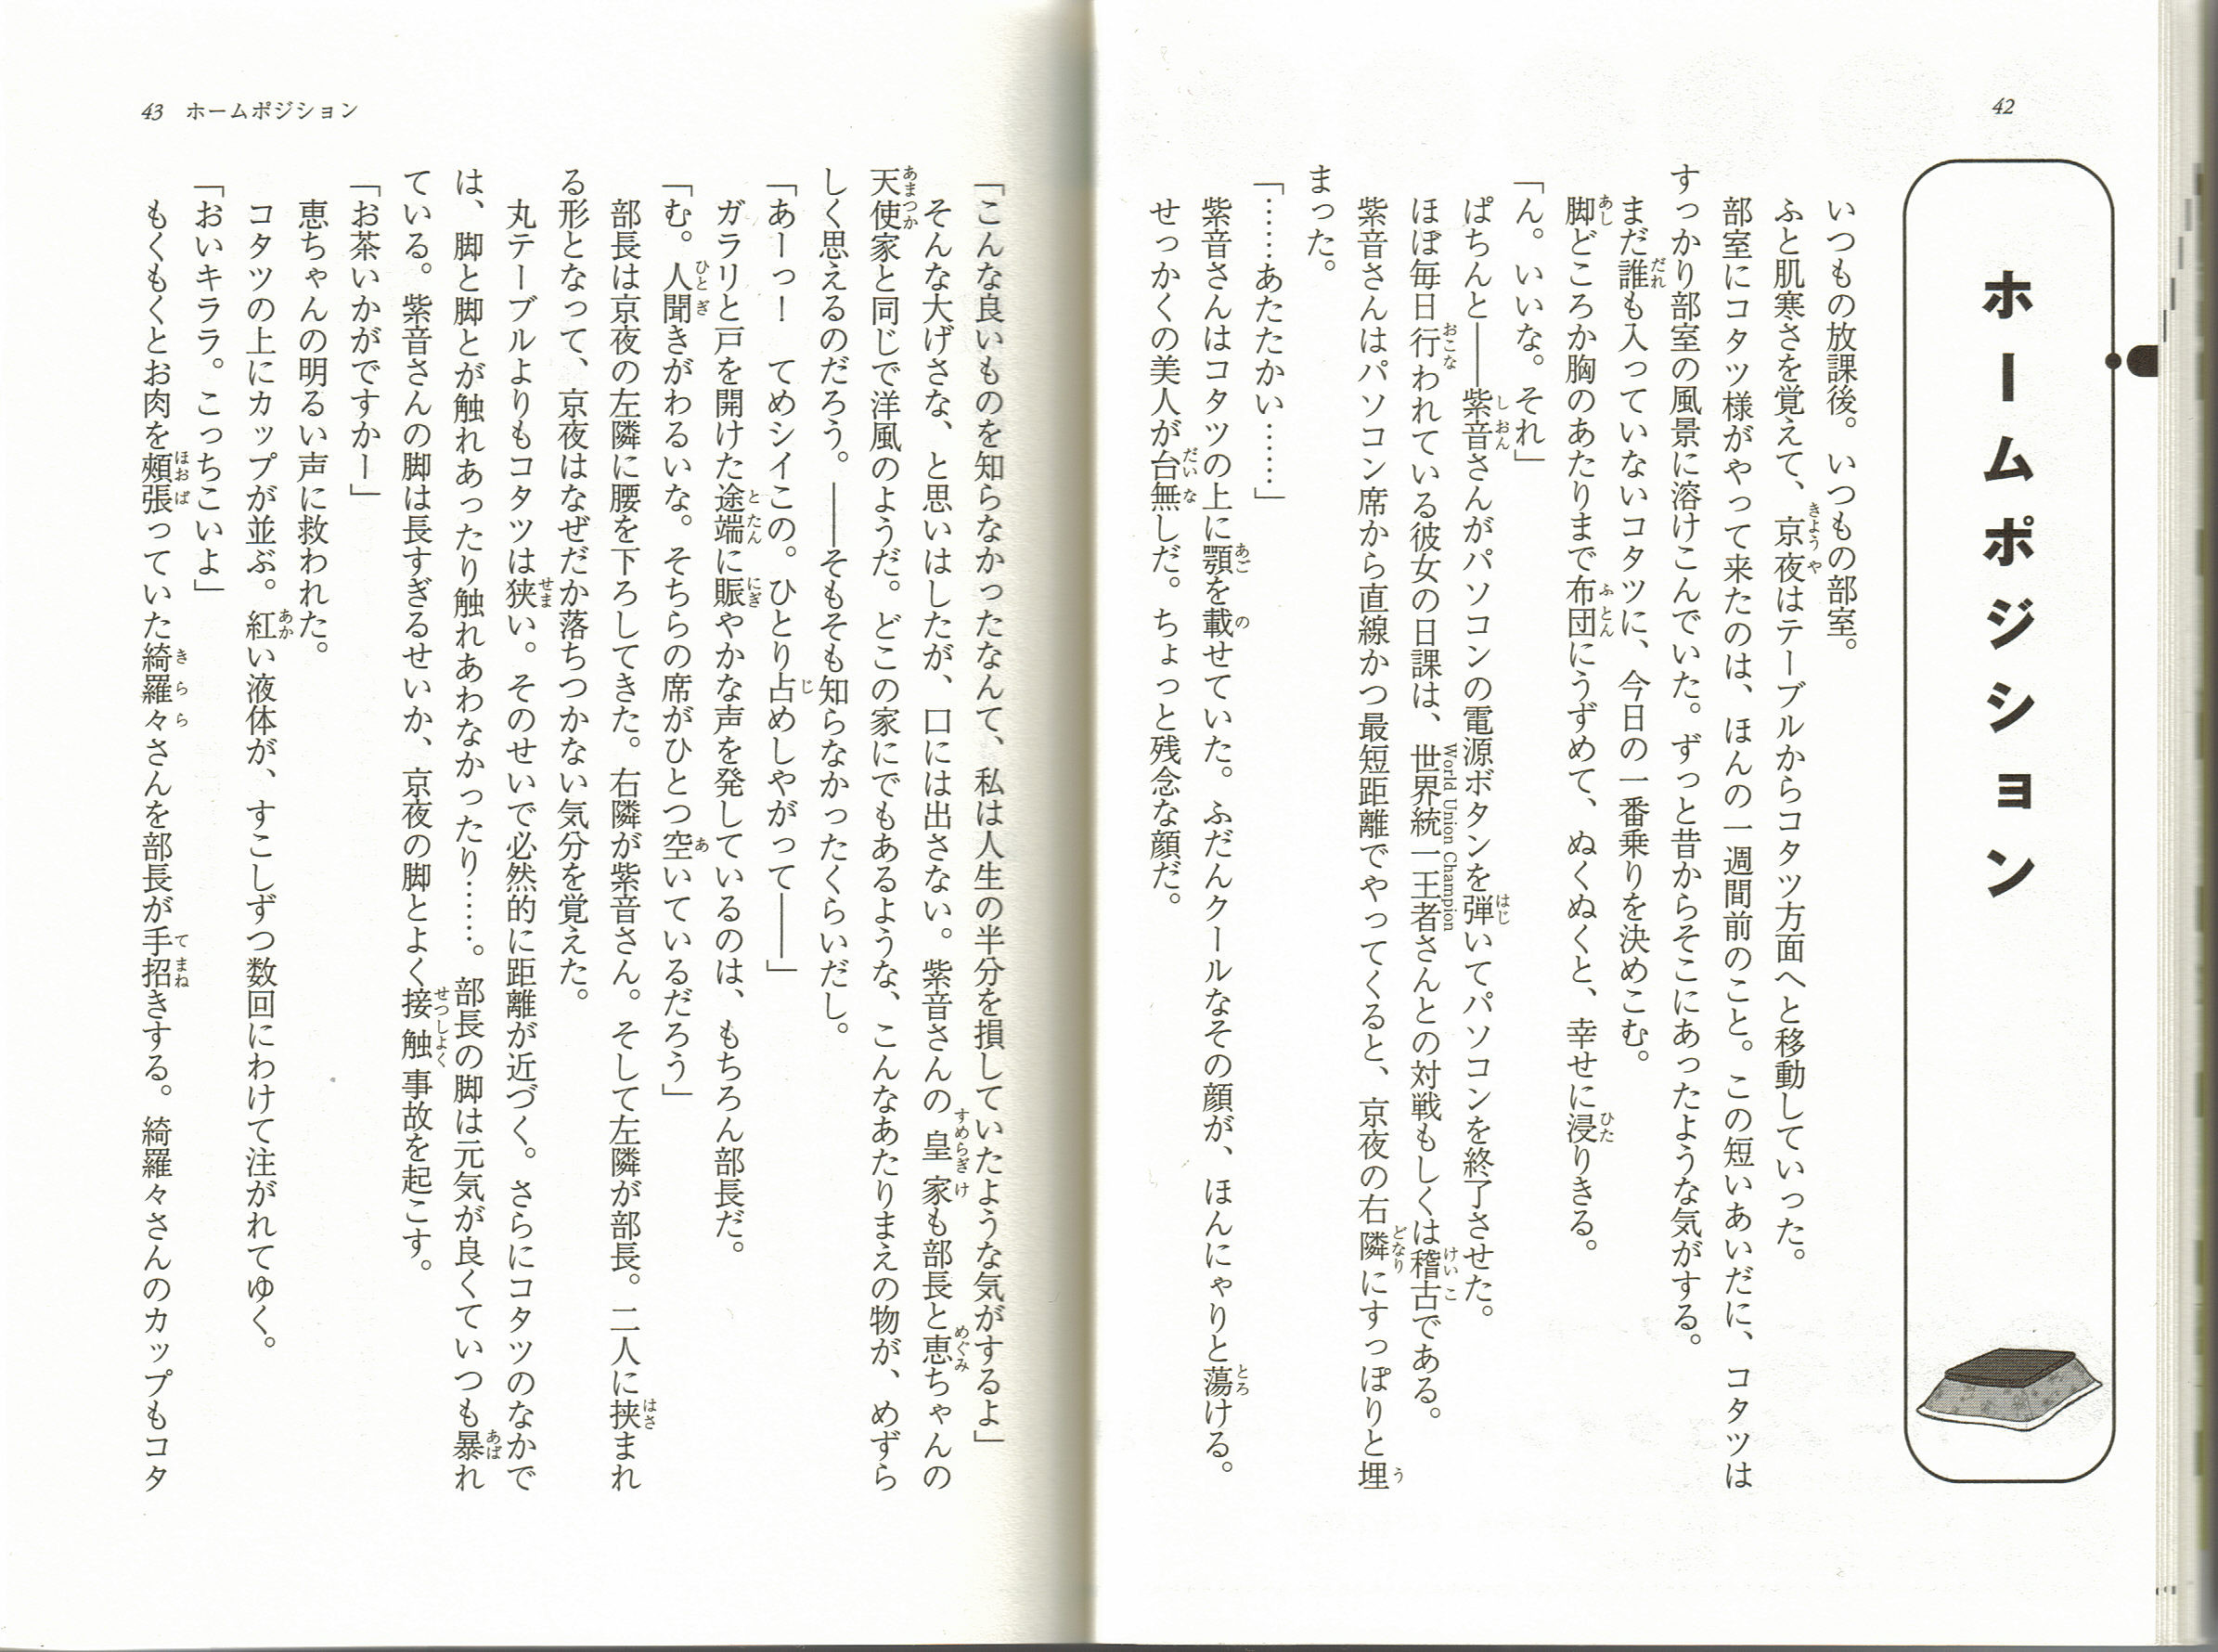 42
ホームポジション
いつもの放課後。いつもの部室。
ふと肌寒さを覚えて、京夜はテーブルからコタツ方面へと移動していった。
部室にコタツ様がやって来たのは、ほんの一週間前のこと。この短いあいだに、コタツは
すっかり部室の風景に溶けこんでいた。ずっと昔からそこにあったような気がする。
まだ誰も入っていないコタツに、今日の一番乗りを決めこむ。
脚どころか胸のあたりまで布団にうずめて、ぬくぬくと、幸せに浸りきる。
「ん。いいな。それ」
ぱちんと――紫音さんがパソコンの電源ボタンを弾いてパソコンを終了させた。
ほぼ毎日行われている彼女の日課は、世界統一王者さんとの対戦もしくは稽古である。
紫音さんはパソコン席から直線かつ最短距離でやってくると、京夜の右隣にすっぽりと埋
まった。
「……あたたかい……」
紫音さんはコタツの上に顎を載せていた。ふだんクールなその顔が、ほんにゃりと蕩ける。
せっかくの美人が台無しだ。ちょっと残念な顔だ。
43 ホームポジション
「こんな良いものを知らなかったなんて、私は人生の半分を損していたような気がするよ」
そんな大げさな、と思いはしたが、口には出さない。紫音さんの皇家も部長と恵ちゃんの
天使家と同じで洋風のようだ。どこの家にでもあるような、こんなあたりまえの物が、めずら
しく思えるのだろう。――そもそも知らなかったくらいだし。
「あーっ！　てめシイこの。ひとり占めしやがって――」
ガラリと戸を開けた途端に賑やかな声を発しているのは、もちろん部長だ。
「む。人聞きがわるいな。そちらの席がひとつ空いているだろう」
部長は京夜の左隣に腰を下ろしてきた。右隣が紫音さん。そして左隣が部長。二人に挟まれ
る形となって、京夜はなぜだか落ちつかない気分を覚えた。
丸テーブルよりもコタツは狭い。そのせいで必然的に距離が近づく。さらにコタツのなかで
は、脚と脚とが触れあったり触れあわなかったり……。部長の脚は元気が良くていつも暴れ
ている。紫音さんの脚は長すぎるせいか、京夜の脚とよく接触事故を起こす。
「お茶いかがですかー」
恵ちゃんの明るい声に救われた。
コタツの上にカップが並ぶ。紅い液体が、すこしずつ数回にわけて注がれてゆく。
「おいキララ。こっちこいよ」
もくもくとお肉を頬張っていた綺羅々さんを部長が手招きする。綺羅々さんのカップもコタ